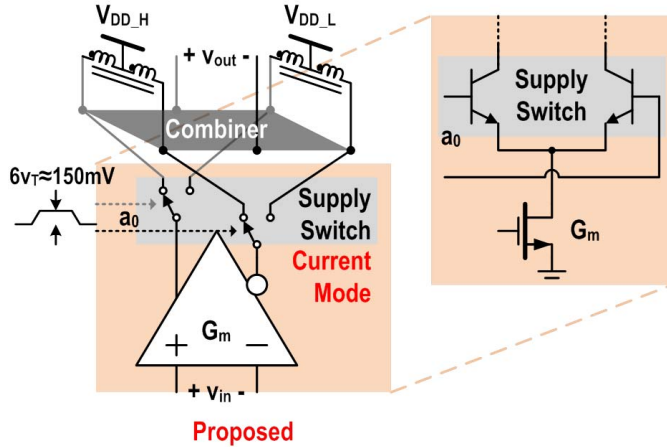 V_DD_H
V_DD_L
+ v_out -
Combiner
6v_T≈150mV
a_0
Supply
Switch
Current
Mode
G_m
+ -
+ v_in -
Proposed
Supply
Switch
a_0
G_m